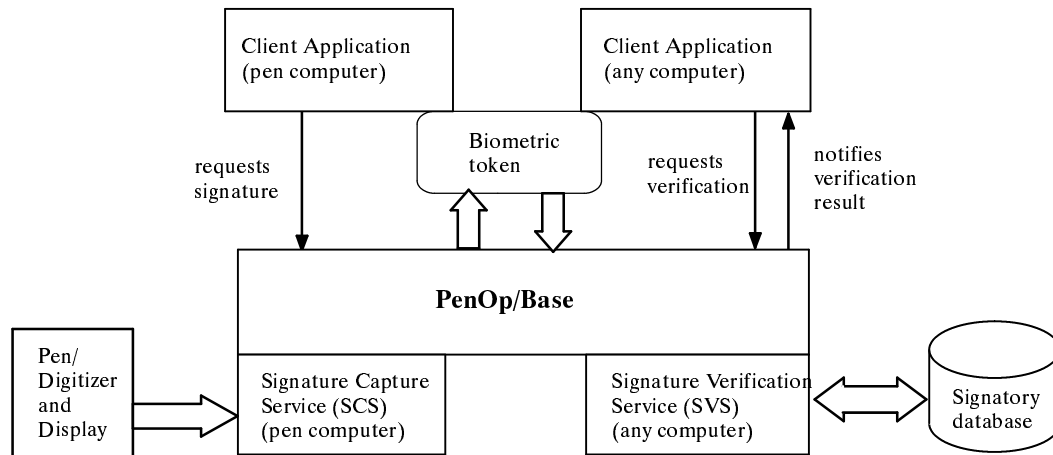 Client Application
(pen computer)
Client Application
(any computer)
Biometric
token
requests
signature
requests
verification
notifies
verification
result
PenOp/Base
Pen/
Digitizer
and
Display
Signature Capture
Service (SCS)
(pen computer)
Signature Verification
Service (SVS)
(any computer)
Signatory
database